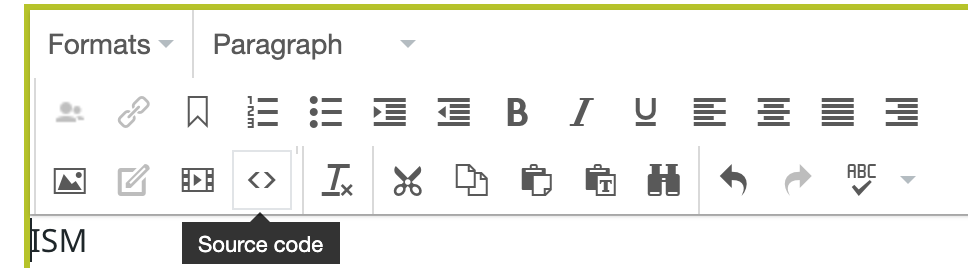 Formats Paragraph
B I U
ABC
ISM
Source code